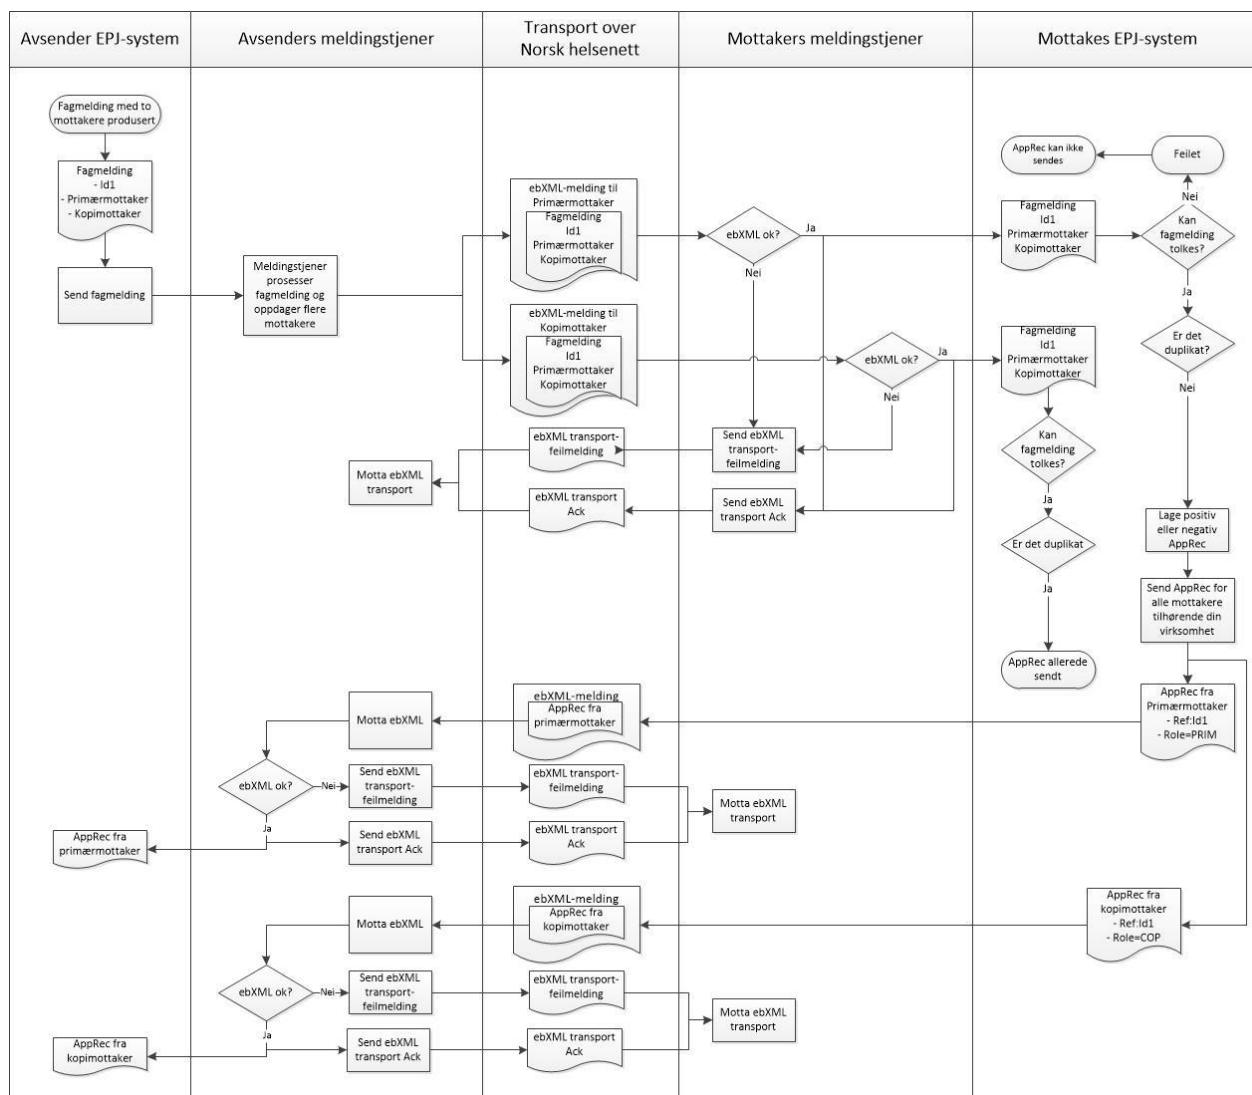 Avsender EPJ-system
Avsenders meldingstjener
Transport over
Norsk helsenett
Mottakers meldingstjener
Mottakes EPJ-system
Fagmelding med to
mottakere produsert
Fagmelding
- Id1
- Primærmottaker
- Kopimottaker
Send fagmelding
Meldingstjener
prosesser
fagmelding og
oppdager flere
mottakere
ebXML-melding til
Primærmottaker
Fagmelding
Id1
Primærmottaker
Kopimottaker
ebXML-melding til
Kopimottaker
Fagmelding
Id1
Primærmottaker
Kopimottaker
ebXML ok?
Ja
Nei
ebXML ok?
Ja
Nei
Send ebXML
transport-
feilmelding
ebXML transport-
feilmelding
Motta ebXML
transport
Send ebXML
transport Ack
ebXML transport
Ack
AppRec kan ikke
sendes
Feilet
Nei
Fagmelding
Id1
Primærmottaker
Kopimottaker
Kan
fagmelding
tolkes?
Ja
Er det
duplikat?
Nei
Fagmelding
Id1
Primærmottaker
Kopimottaker
Kan
fagmelding
tolkes?
Ja
Er det duplikat
Ja
AppRec allerede
sendt
Lage positiv
eller negativ
AppRec
Send AppRec for
alle mottakere
tilhørende din
virksomhet
AppRec fra
Primærmottaker
- Ref:Id1
- Role=PRIM
ebXML-melding
AppRec fra
primærmottaker
Motta ebXML
ebXML ok?
Nei
Send ebXML
transport-
feilmelding
ebXML transport-
feilmelding
Motta ebXML
transport
Ja
Send ebXML
transport Ack
ebXML transport
Ack
AppRec fra
primærmottaker
AppRec fra
kopimottaker
- Ref:Id1
- Role=COP
ebXML-melding
AppRec fra
kopimottaker
Motta ebXML
ebXML ok?
Nei
Send ebXML
transport-
feilmelding
ebXML transport-
feilmelding
Motta ebXML
transport
Ja
Send ebXML
transport Ack
ebXML transport
Ack
AppRec fra
kopimottaker